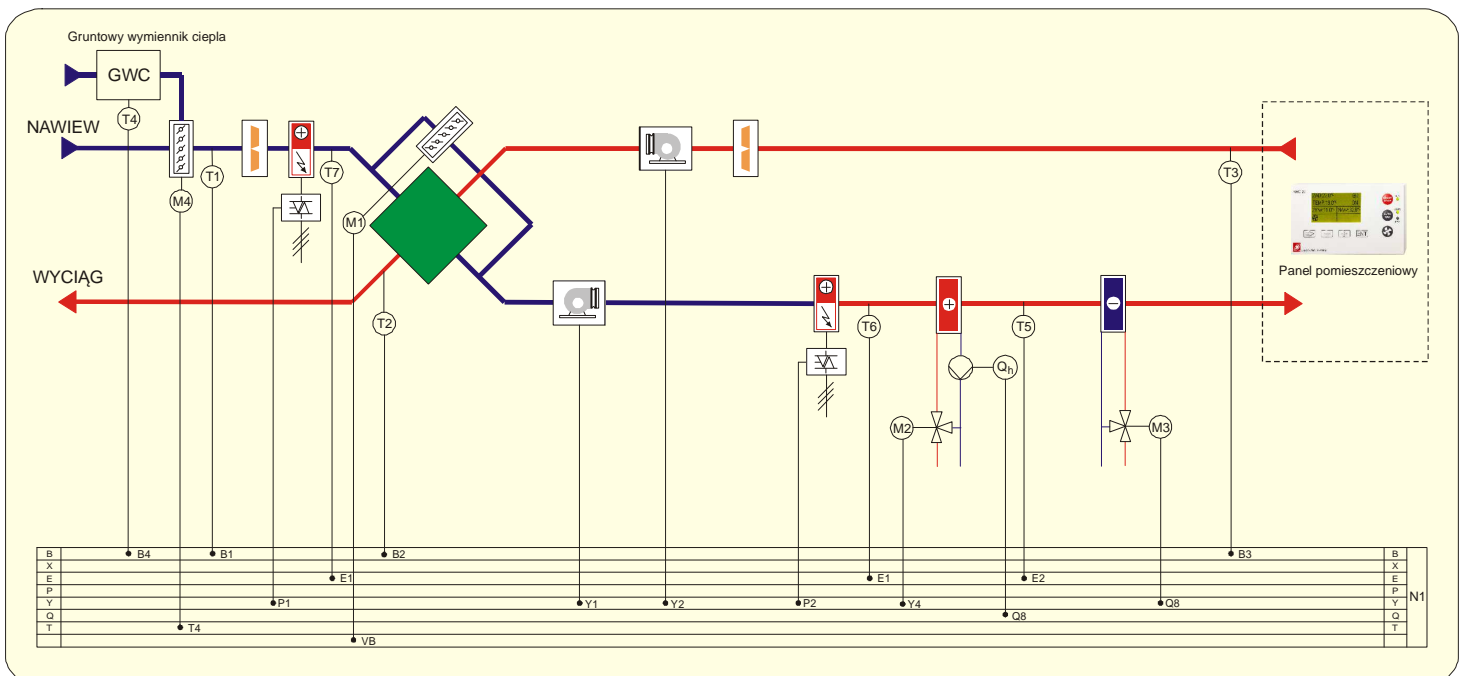 Gruntowy wymiennik ciepla
GWC
T4
NAWIEW
M4
T1
T7
M1
T3
WYCIĄG
T2
Panel pomieszczeniowy
T6
T5
Qh
M2
M3
B B4 B1 B2 B3 B
X X
E E1 E1 E2 E
P P
Y P1 Y1 Y2 P2 Y4 Q8 Y
N1
Q Q8 Q
T T4 T
VB